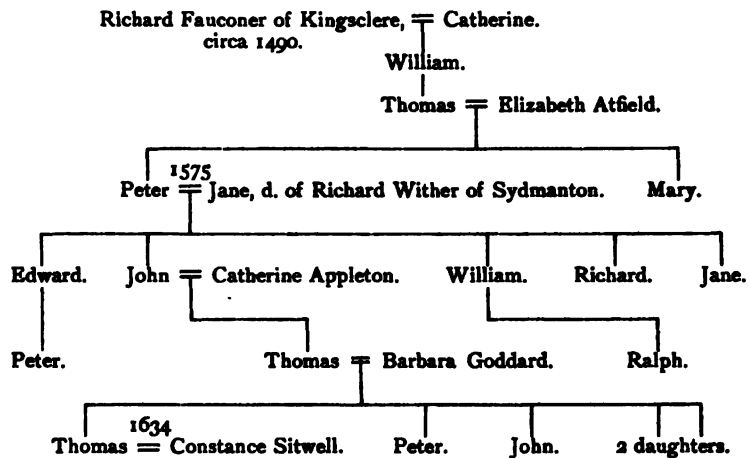 Richard Fauconer of Kingsclere, = Catherine.
circa 1490.
William.
Thomas = Elizabeth Atfield.
1575
Peter = Jane, d. of Richard Wither of Sydmanton. Mary.
Edward. John = Catherine Appleton. William. Richard. Jane.
Peter. Thomas = Barbara Goddard. Ralph.
1634
Thomas = Constance Sitwell. Peter. John. 2 daughters.